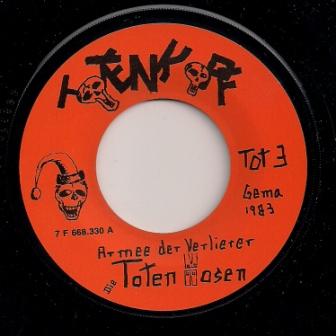 TOTENKOPF
TOT 3
Gema
1983
7 F 668.330 A
Armee der Verlierer
Die Toten Hosen